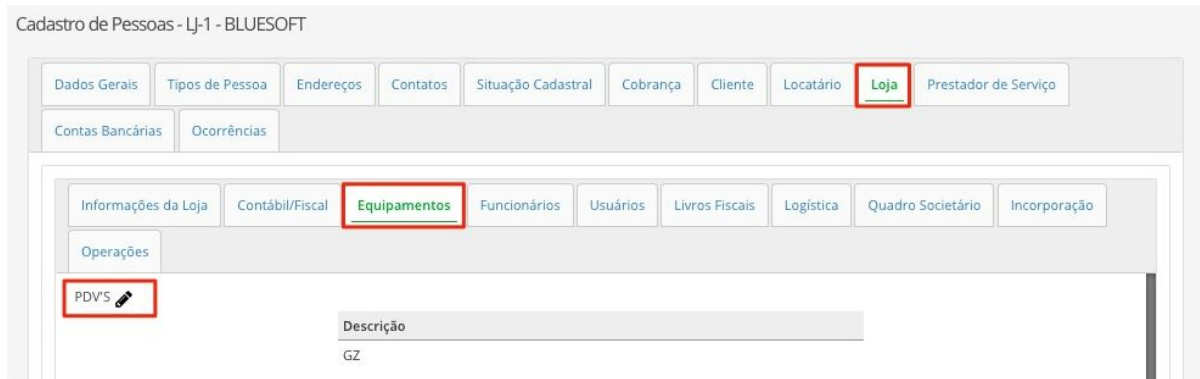 Cadastro de Pessoas - LJ-1 - BLUESOFT
Dados Gerais Tipos de Pessoa Endereços Contatos Situação Cadastral Cobrança Cliente Locatário Loja Prestador de Serviço
Contas Bancárias Ocorrências
Informações da Loja Contábil/Fiscal Equipamentos Funcionários Usuários Livros Fiscais Logística Quadro Societário Incorporação
Operações
PDV'S
Descrição
GZ